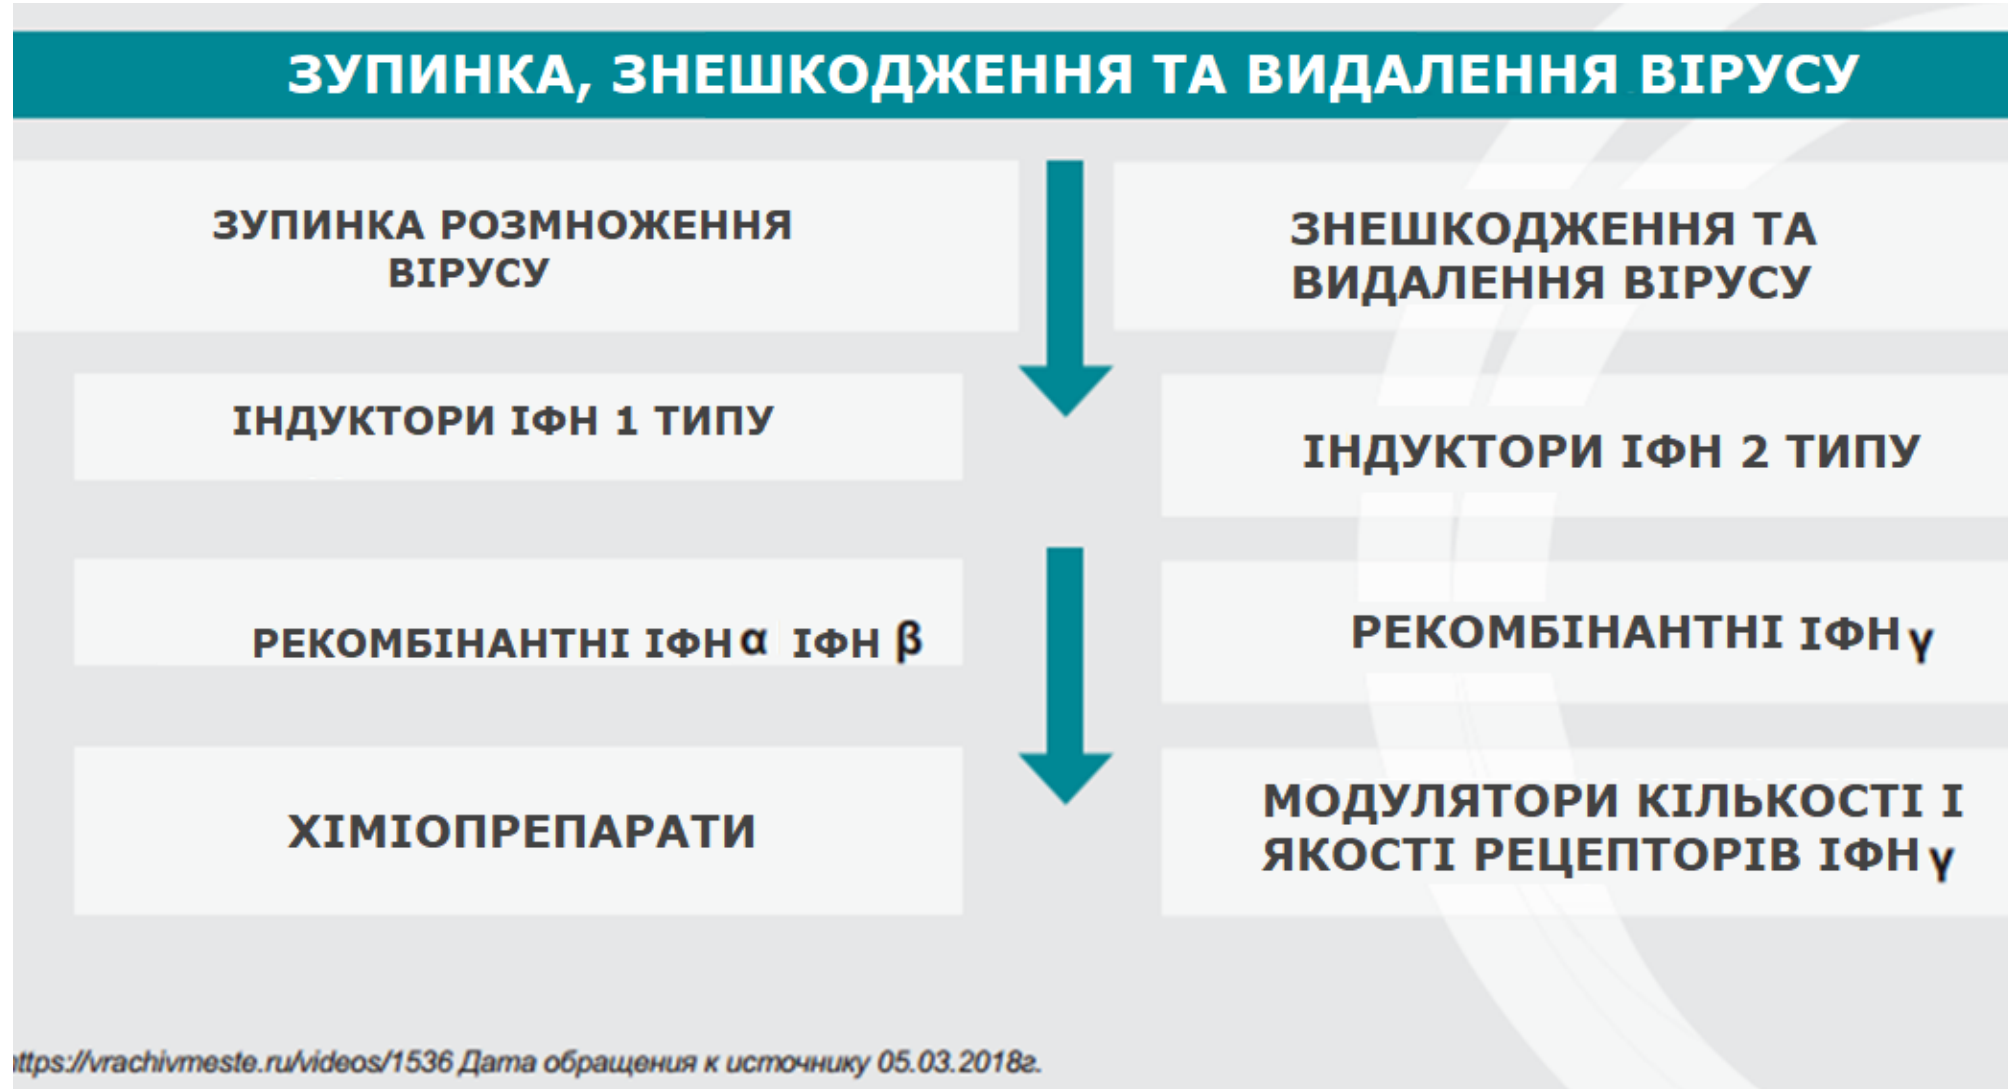 ЗУПИНКА, ЗНЕШКОДЖЕННЯ ТА ВИДАЛЕННЯ ВІРУСУ
ЗУПИНКА РОЗМНОЖЕННЯ
ВІРУСУ
ІНДУКТОРИ ІФН 1 ТИПУ
РЕКОМБІНАНТНІ ІФН α ІФН β
ХІМІОПРЕПАРАТИ
ЗНЕШКОДЖЕННЯ ТА
ВИДАЛЕННЯ ВІРУСУ
ІНДУКТОРИ ІФН 2 ТИПУ
РЕКОМБІНАНТНІ ІФН γ
МОДУЛЯТОРИ КІЛЬКОСТІ І
ЯКОСТІ РЕЦЕПТОРІВ ІФН γ
ttps://vrachivmeste.ru/videos/1536 Дата обращения к источнику 05.03.2018г.